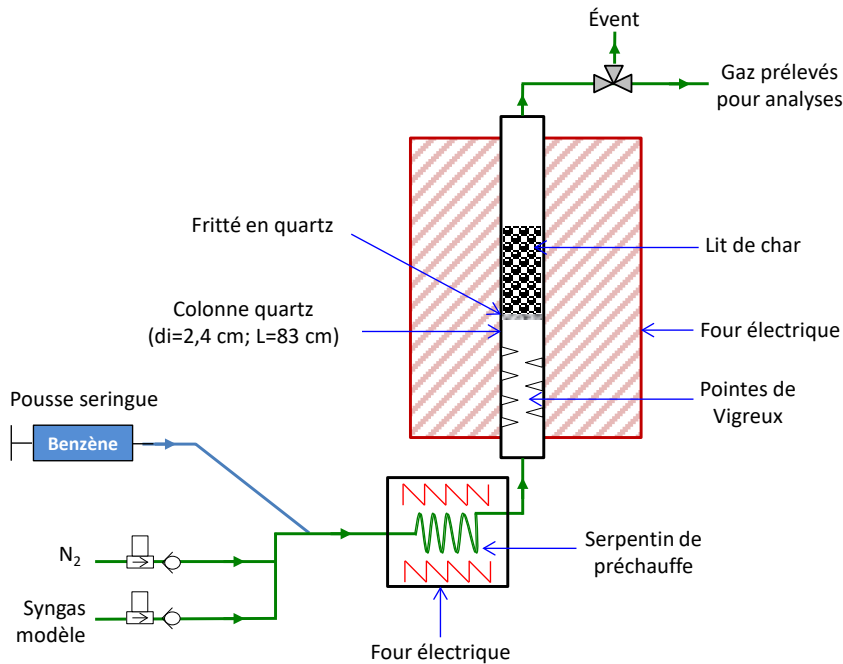 Évent
Gaz prélevés
pour analyses
Fritté en quartz
Lit de char
Colonne quartz
(di=2,4 cm; L=83 cm)
Four électrique
Pointes de
Vigreux
Pousse seringue
Benzène
N2
Syngas
modèle
Serpentin de
préchauffe
Four électrique